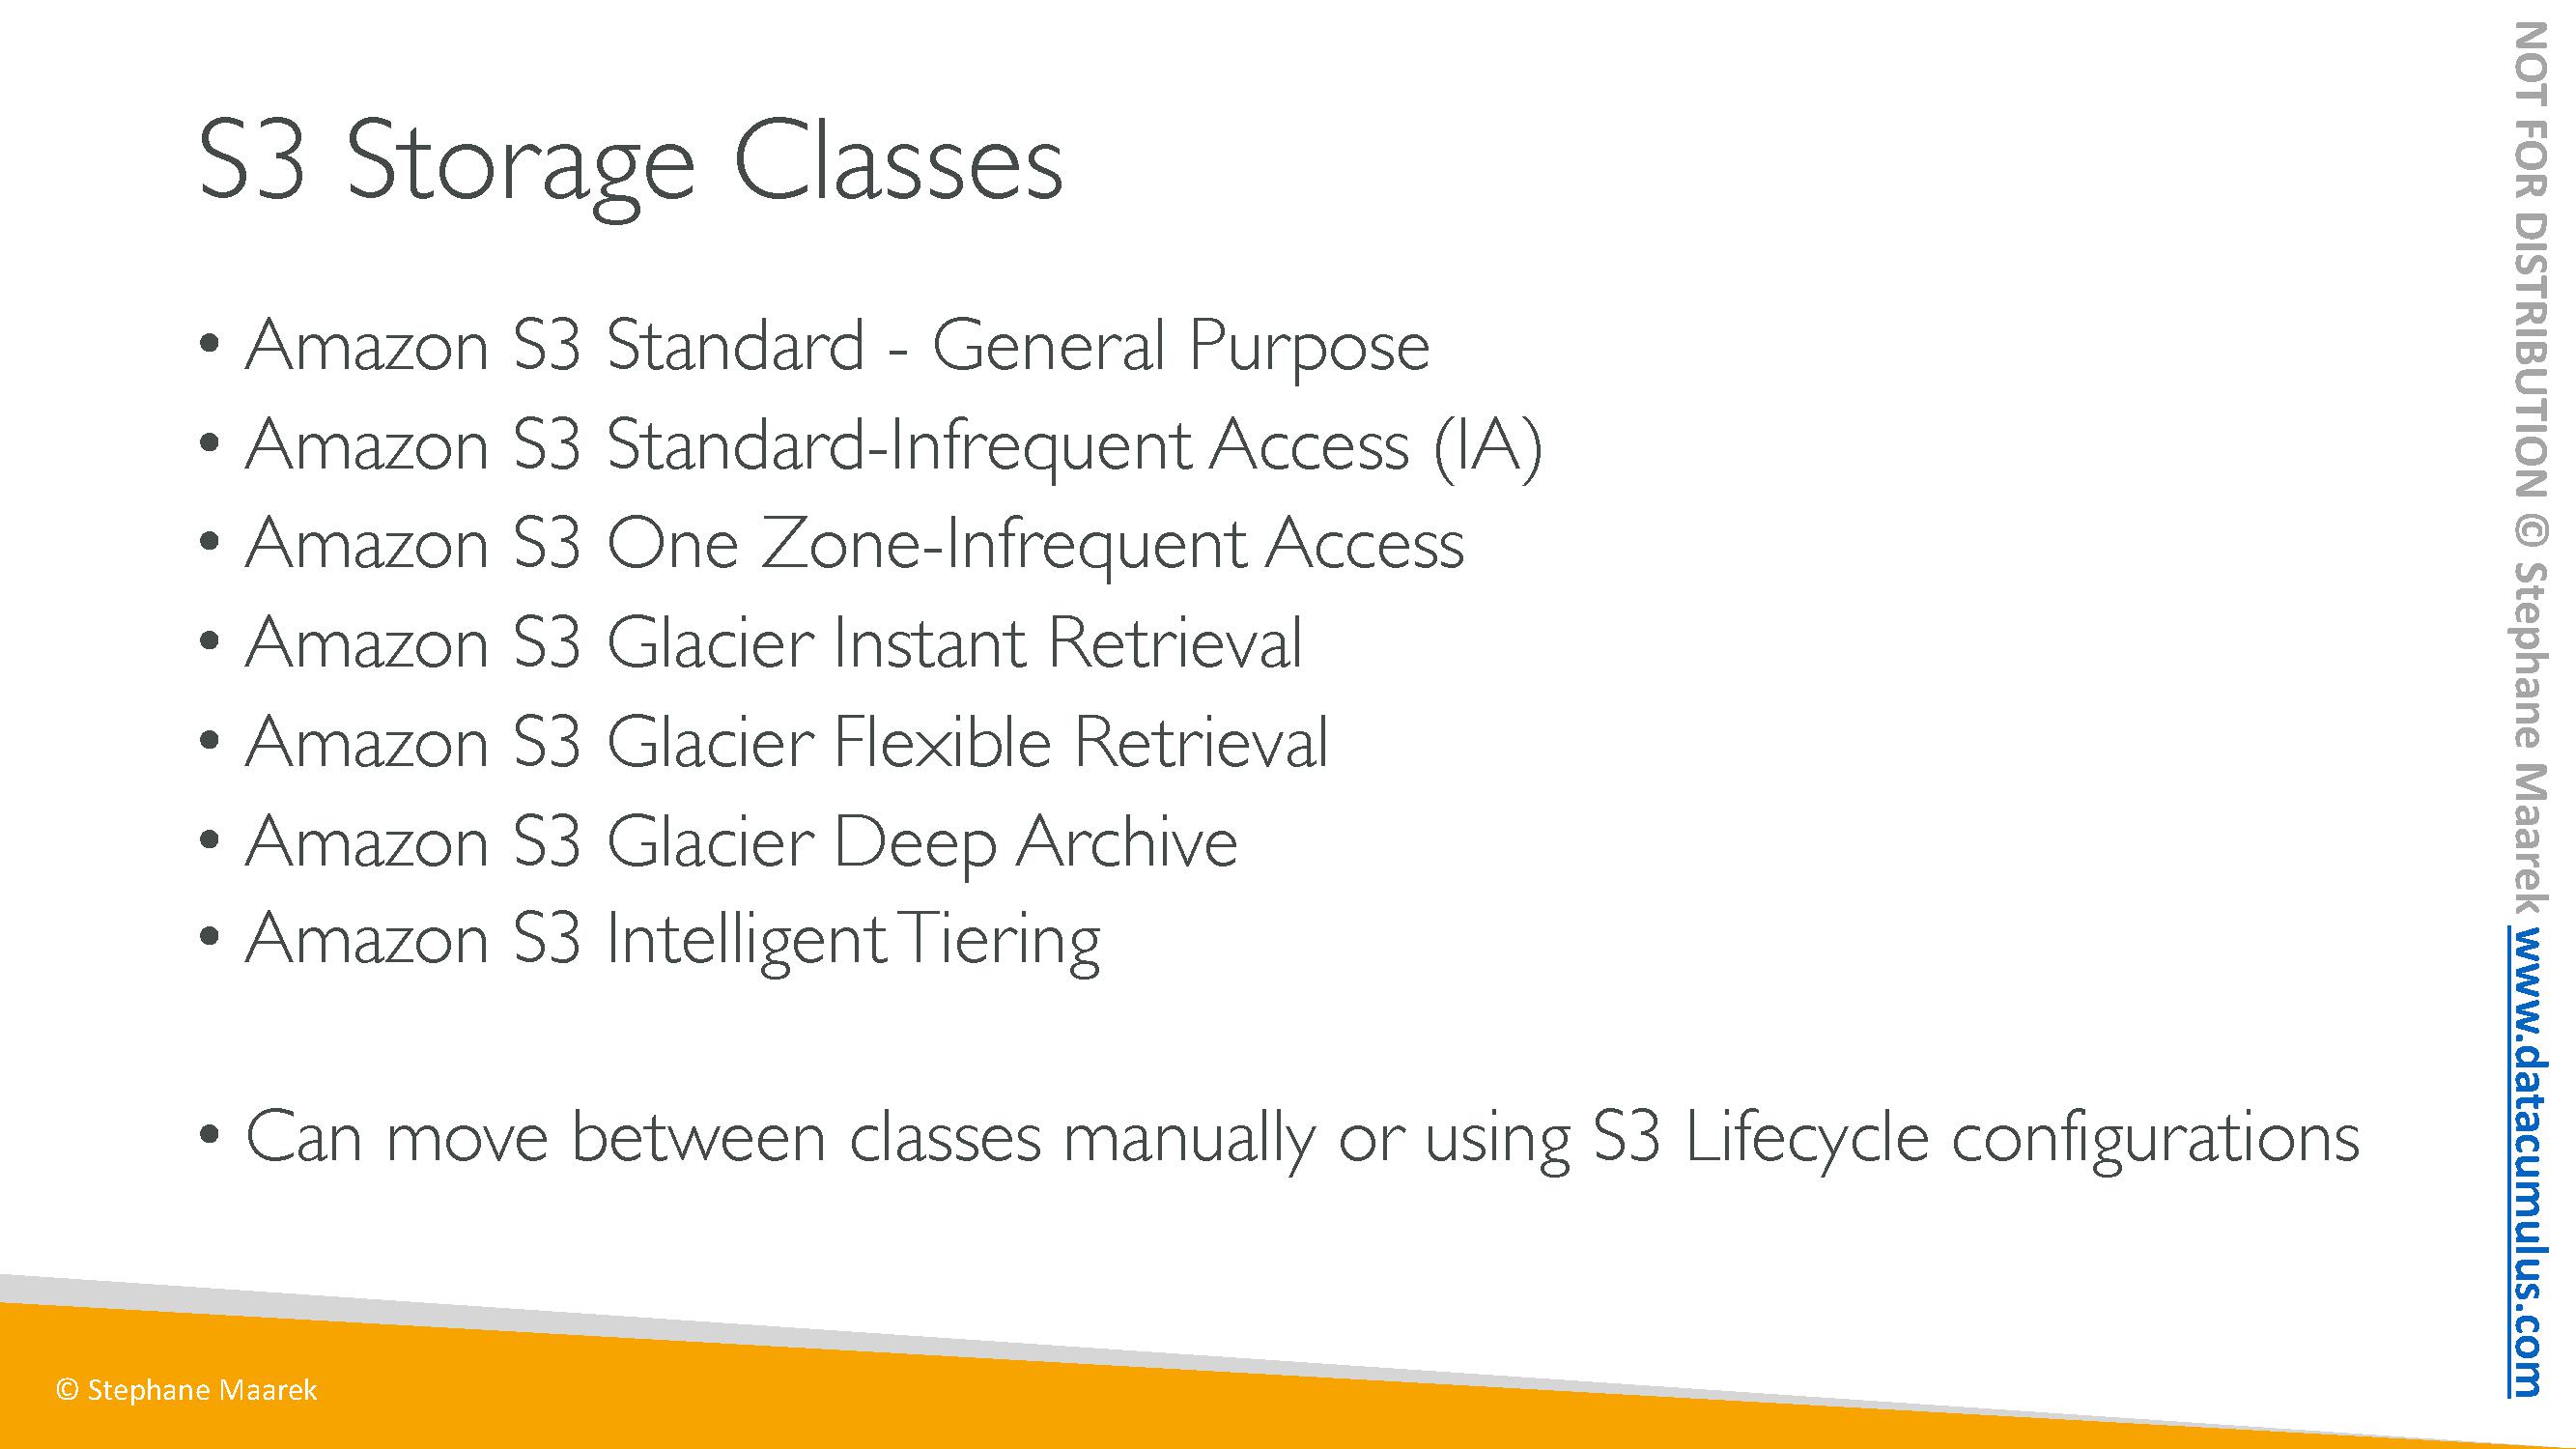 S3 Storage Classes
• Amazon S3 Standard - General Purpose
• Amazon S3 Standard-Infrequent Access (IA)
• Amazon S3 One Zone-Infrequent Access
• Amazon S3 Glacier Instant Retrieval
• Amazon S3 Glacier Flexible Retrieval
• Amazon S3 Glacier Deep Archive
• Amazon S3 Intelligent Tiering
• Can move between classes manually or using S3 Lifecycle configurations
© Stephane Maarek
NOT FOR DISTRIBUTION © Stephane Maarek www.datacumulus.com